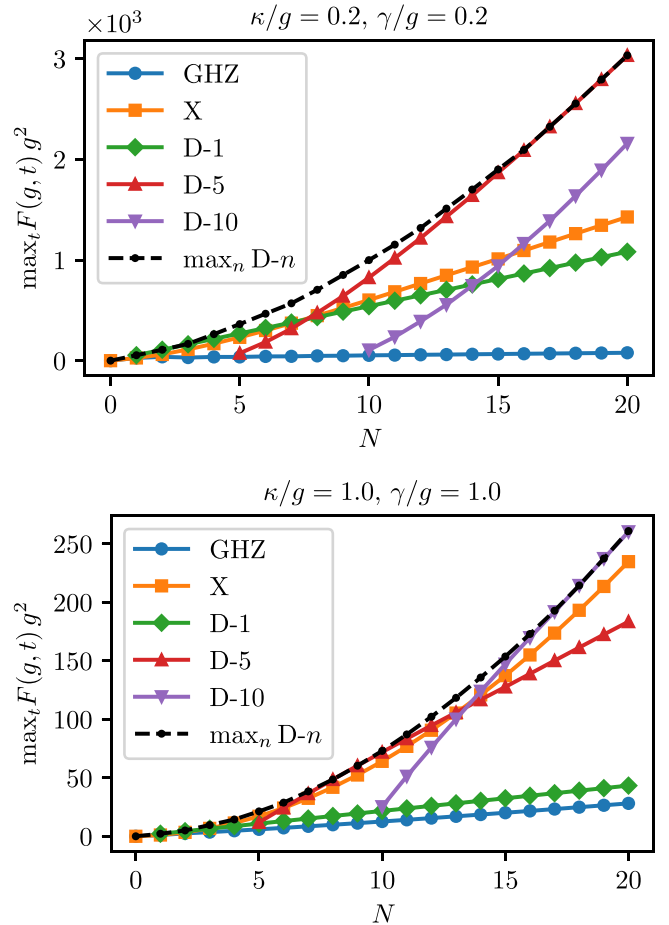 κ/g = 0.2, γ/g = 0.2
×10³
3
2
1
0
max_t F(g, t) g²
GHZ
X
D-1
D-5
D-10
max_n D-n
0 5 10 15 20
N
κ/g = 1.0, γ/g = 1.0
250
200
150
100
50
0
max_t F(g, t) g²
GHZ
X
D-1
D-5
D-10
max_n D-n
0 5 10 15 20
N